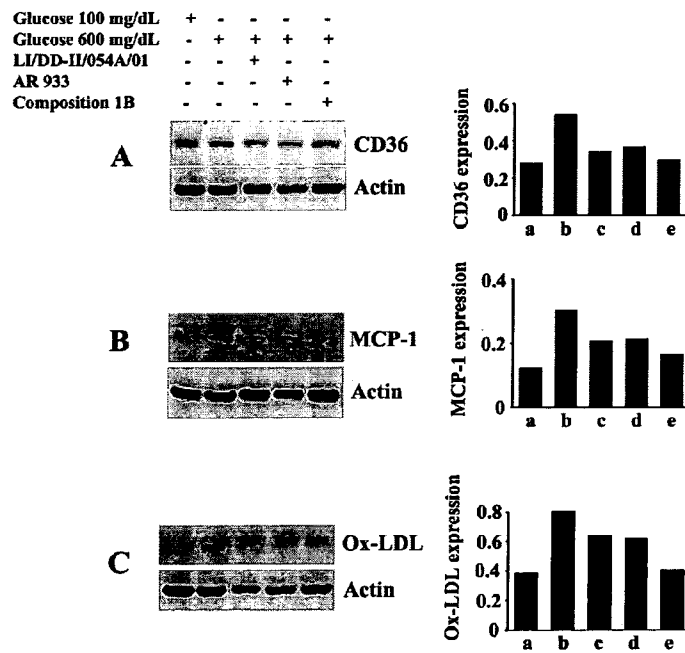 Glucose 100 mg/dL + - - - -
Glucose 600 mg/dL - + + + +
LI/DD-II/054A/01 - - + - -
AR 933 - - - + -
Composition 1B - - - - +
A
CD36
Actin
CD36 expression
0.6
0.4
0.2
0
a b c d e
B
MCP-1
Actin
MCP-1 expression
0.4
0.2
0
a b c d e
C
Ox-LDL
Actin
Ox-LDL expression
0.8
0.6
0.4
0.2
0
a b c d e